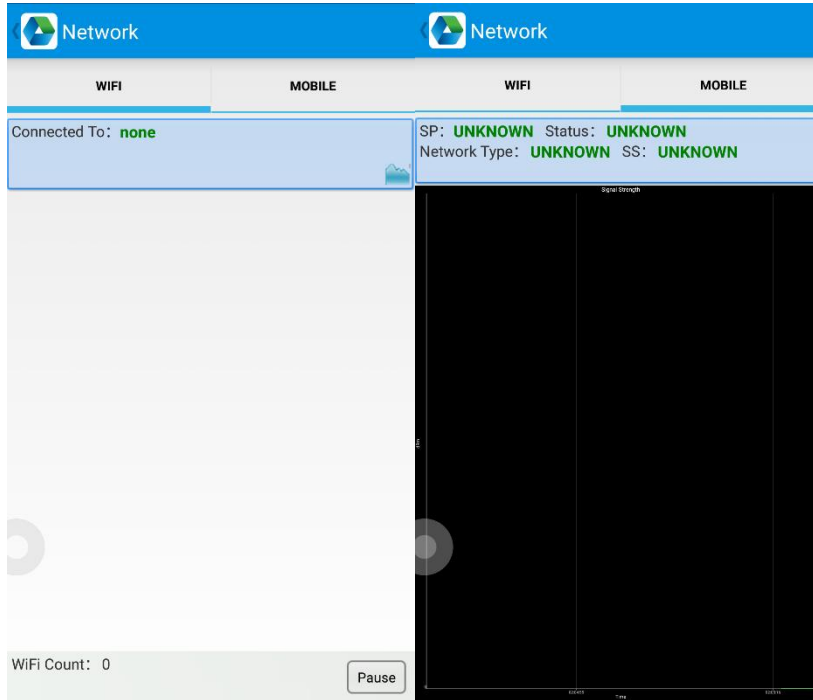 Network
WIFI MOBILE
Connected To: none
WiFi Count: 0
Pause
Network
WIFI MOBILE
SP: UNKNOWN Status: UNKNOWN
Network Type: UNKNOWN SS: UNKNOWN
Signal Strength
Time